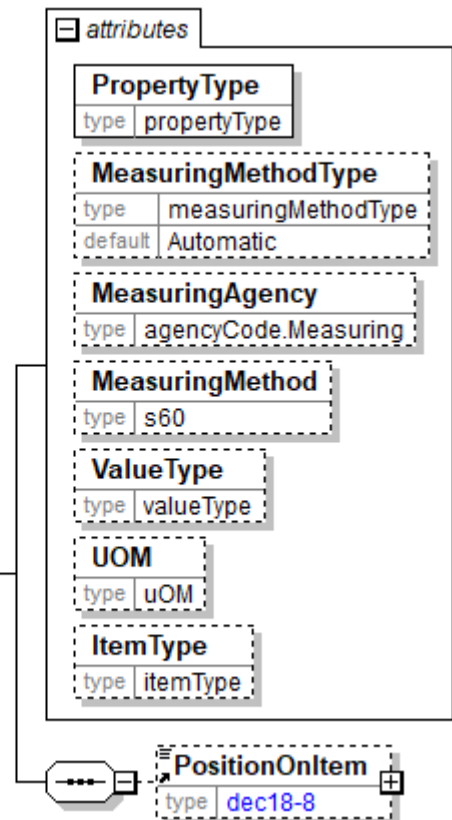 attributes
PropertyType
type propertyType
MeasuringMethodType
type measuringMethodType
default Automatic
MeasuringAgency
type agencyCode.Measuring
MeasuringMethod
type s60
ValueType
type valueType
UOM
type uOM
ItemType
type itemType
PositionOnItem
type dec18-8